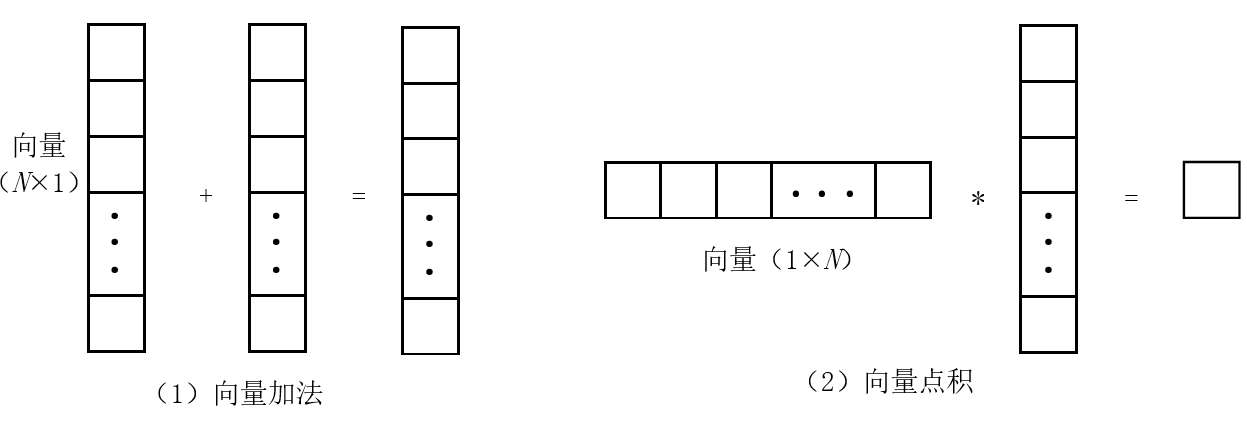 向量
（N×1）
+
=
（1）向量加法
*
=
向量（1×N）
（2）向量点积